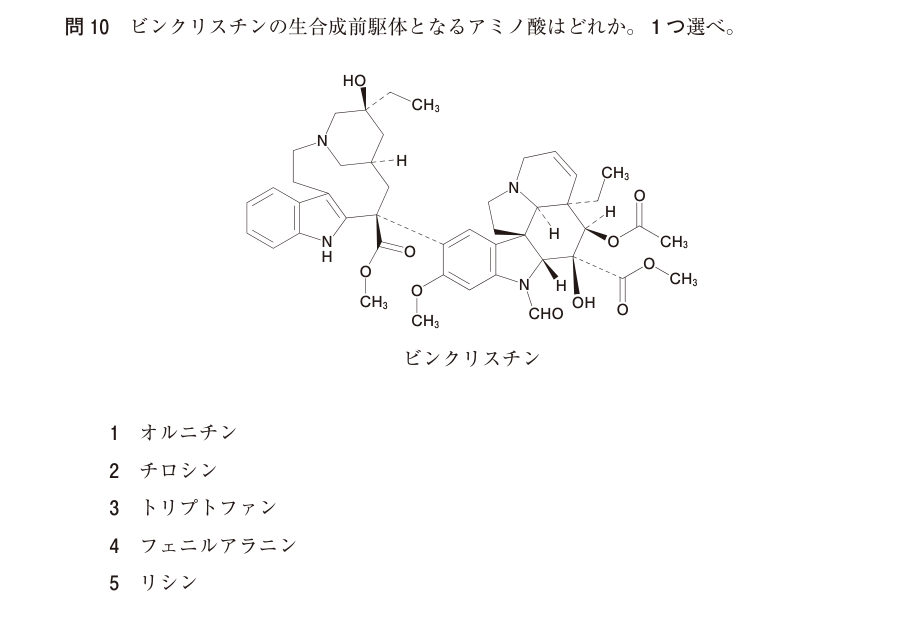 問10 ビンクリスチンの生合成前駆体となるアミノ酸はどれか。1つ選べ。
HO
CH3
N
H
N
H
O
O
CH3
O
CH3
N
H
CH3
H
O
O
CH3
H
N
CHO
OH
O
O
CH3
ビンクリスチン
1 オルニチン
2 チロシン
3 トリプトファン
4 フェニルアラニン
5 リシン